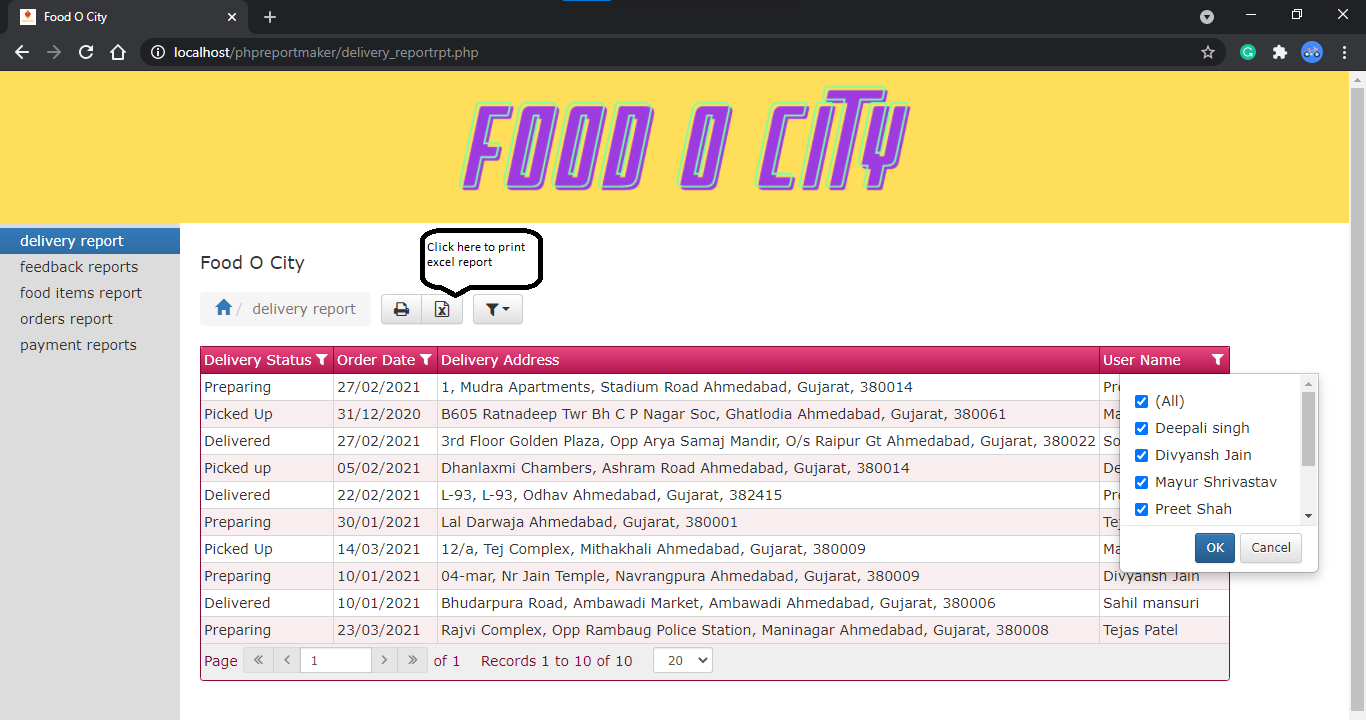 Food O City
localhost/phpreportmaker/delivery_reportrpt.php
FOOD O CITY
delivery report
feedback reports
food items report
orders report
payment reports
Click here to print
excel report
Food O City
/ delivery report
Delivery Status Order Date Delivery Address User Name
Preparing 27/02/2021 1, Mudra Apartments, Stadium Road Ahmedabad, Gujarat, 380014 Pr
Picked Up 31/12/2020 B605 Ratnadeep Twr Bh C P Nagar Soc, Ghatlodia Ahmedabad, Gujarat, 380061 Ma
Delivered 27/02/2021 3rd Floor Golden Plaza, Opp Arya Samaj Mandir, O/s Raipur Gt Ahmedabad, Gujarat, 380022 So
Picked up 05/02/2021 Dhanlaxmi Chambers, Ashram Road Ahmedabad, Gujarat, 380014 De
Delivered 22/02/2021 L-93, L-93, Odhav Ahmedabad, Gujarat, 382415 Pr
Preparing 30/01/2021 Lal Darwaja Ahmedabad, Gujarat, 380001 Te
Picked Up 14/03/2021 12/a, Tej Complex, Mithakhali Ahmedabad, Gujarat, 380009 Ma
Preparing 10/01/2021 04-mar, Nr Jain Temple, Navrangpura Ahmedabad, Gujarat, 380009 Divyansh Jain
Delivered 10/01/2021 Bhudarpura Road, Ambawadi Market, Ambawadi Ahmedabad, Gujarat, 380006 Sahil mansuri
Preparing 23/03/2021 Rajvi Complex, Opp Rambaug Police Station, Maninagar Ahmedabad, Gujarat, 380008 Tejas Patel
(All)
Deepali singh
Divyansh Jain
Mayur Shrivastav
Preet Shah
OK Cancel
Page 1 of 1 Records 1 to 10 of 10 20